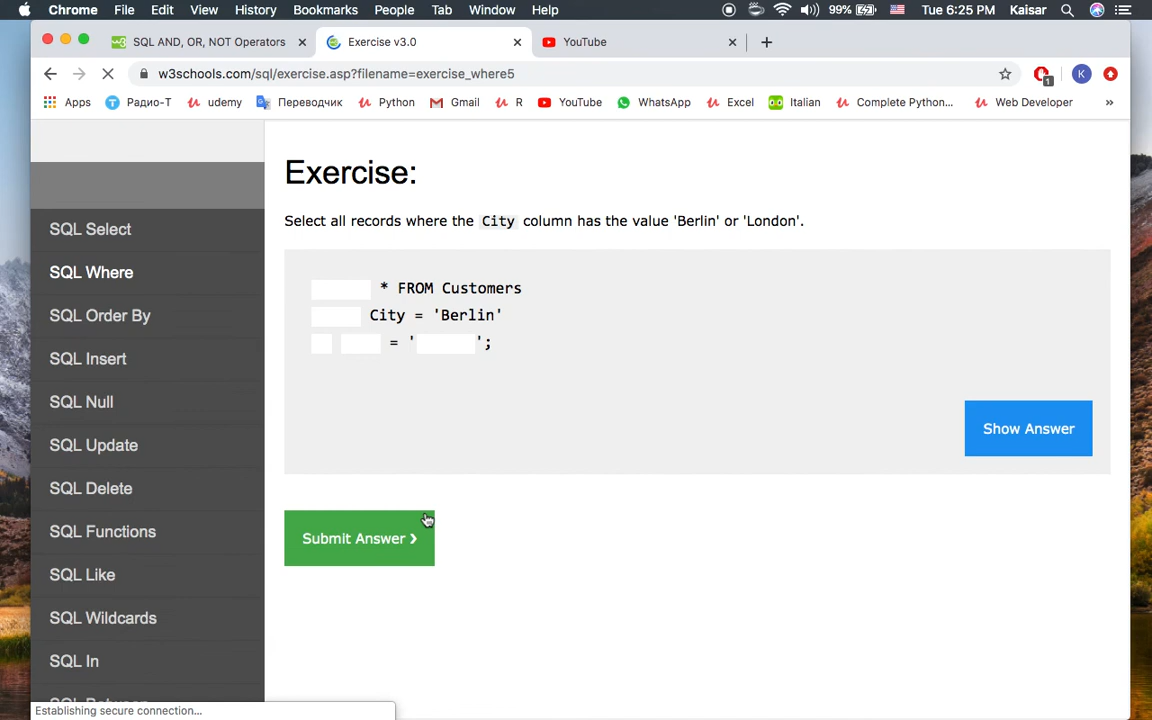 Chrome File Edit View History Bookmarks People Tab Window Help 99% Tue 6:25 PM Kaisar
SQL AND, OR, NOT Operators Exercise v3.0 YouTube
w3schools.com/sql/exercise.asp?filename=exercise_where5 1 K
Apps Радио-Т udemy Переводчик Python Gmail R YouTube WhatsApp Excel Italian Complete Python... Web Developer »
Exercise:
Select all records where the City column has the value 'Berlin' or 'London'.
* FROM Customers
City = 'Berlin'
= ' ';
Show Answer
Submit Answer ❯
SQL Select
SQL Where
SQL Order By
SQL Insert
SQL Null
SQL Update
SQL Delete
SQL Functions
SQL Like
SQL Wildcards
SQL In
SQL Between
Establishing secure connection...